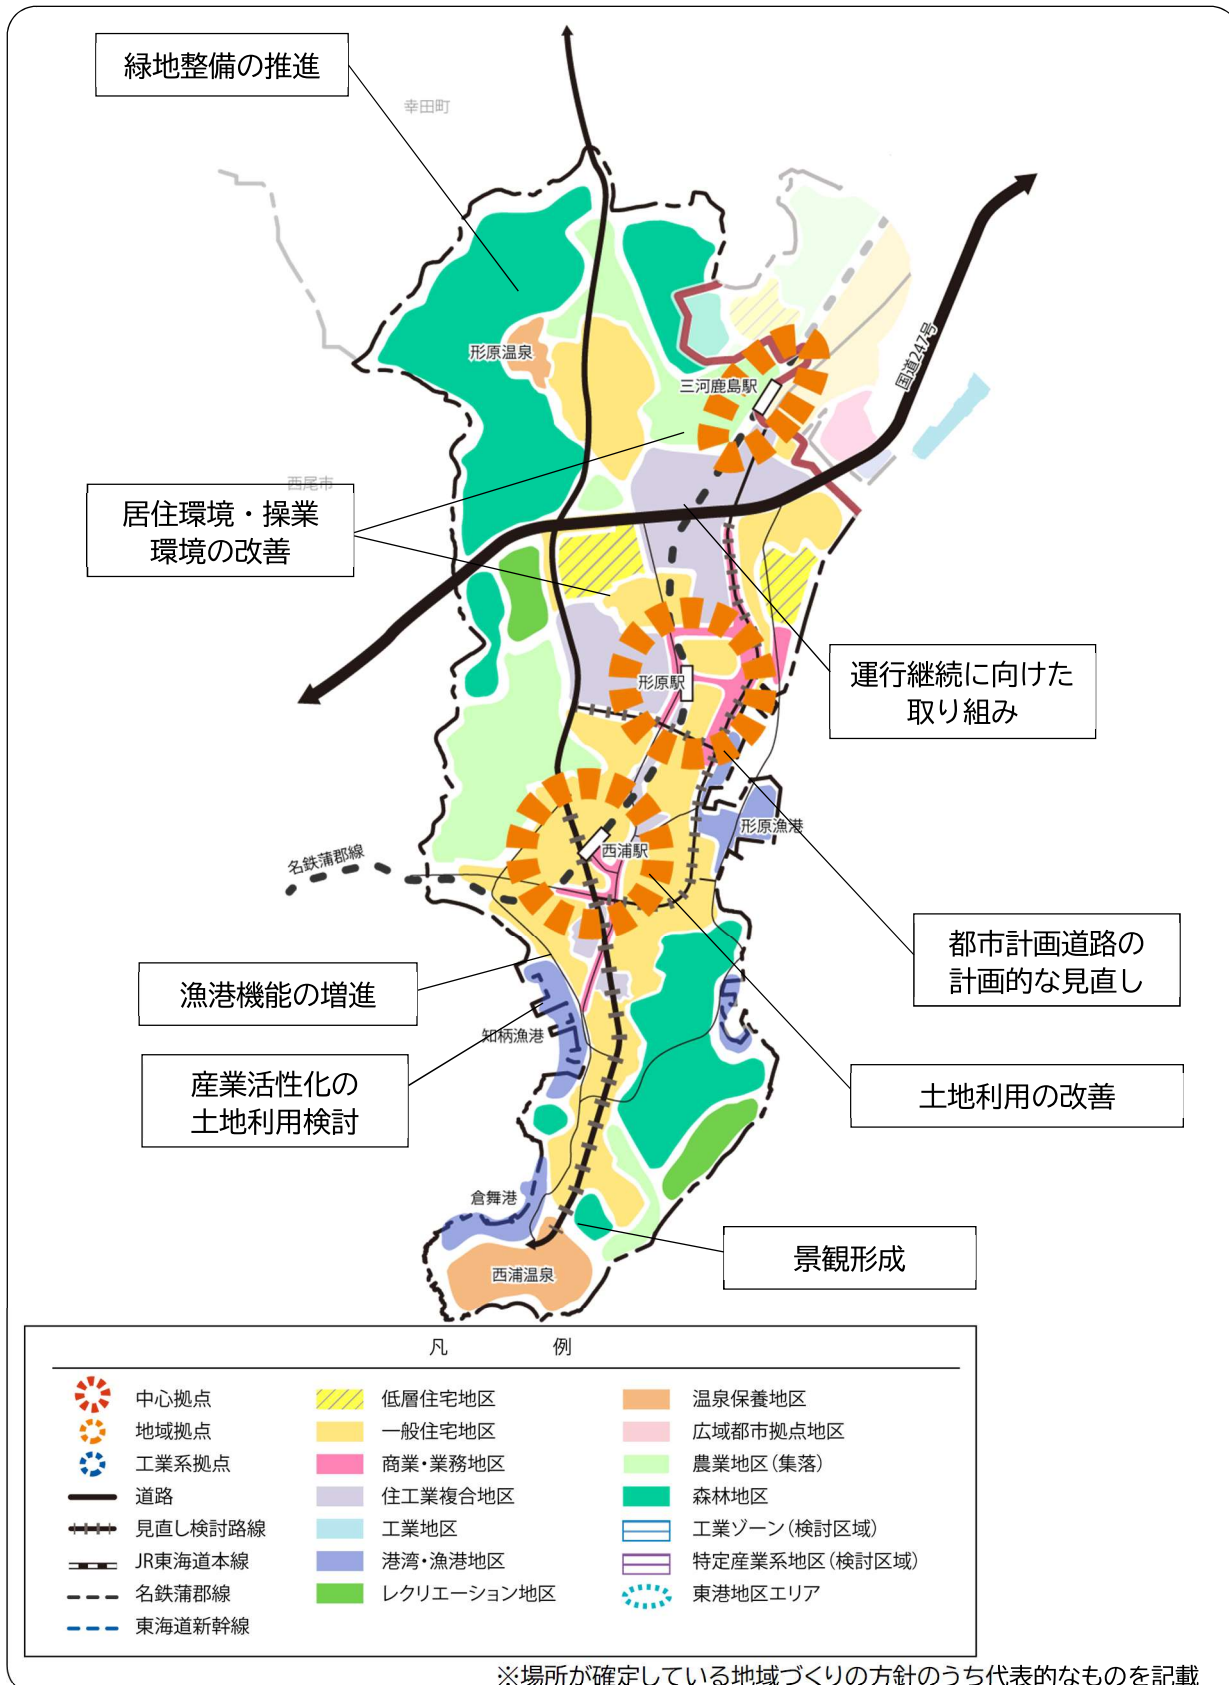 緑地整備の推進
幸田町
形原温泉
三河鹿島駅
国道247号
西尾市
居住環境・操業
環境の改善
運行継続に向けた
取り組み
形原駅
形原漁港
西浦駅
名鉄蒲郡線
都市計画道路の
計画的な見直し
漁港機能の増進
知柄漁港
産業活性化の
土地利用検討
土地利用の改善
倉舞港
景観形成
西浦温泉
凡 例
中心拠点
地域拠点
工業系拠点
道路
見直し検討路線
JR東海道本線
名鉄蒲郡線
東海道新幹線
低層住宅地区
一般住宅地区
商業・業務地区
住工業複合地区
工業地区
港湾・漁港地区
レクリエーション地区
温泉保養地区
広域都市拠点地区
農業地区（集落）
森林地区
工業ゾーン（検討区域）
特定産業系地区（検討区域）
東港地区エリア
※場所が確定している地域づくりの方針のうち代表的なものを記載